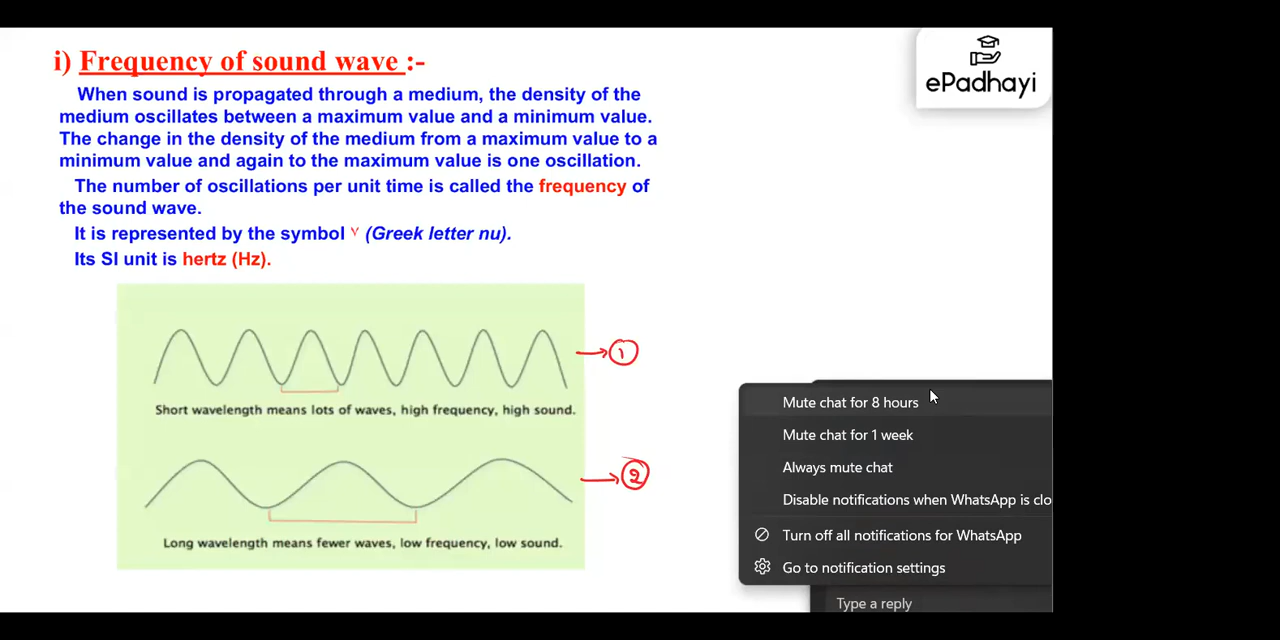 i) Frequency of sound wave :-
When sound is propagated through a medium, the density of the
medium oscillates between a maximum value and a minimum value.
The change in the density of the medium from a maximum value to a
minimum value and again to the maximum value is one oscillation.
The number of oscillations per unit time is called the frequency of
the sound wave.
It is represented by the symbol ν (Greek letter nu).
Its SI unit is hertz (Hz).
ePadhayi
1
Short wavelength means lots of waves, high frequency, high sound.
2
Long wavelength means fewer waves, low frequency, low sound.
Mute chat for 8 hours
Mute chat for 1 week
Always mute chat
Disable notifications when WhatsApp is clo
Turn off all notifications for WhatsApp
Go to notification settings
Type a reply